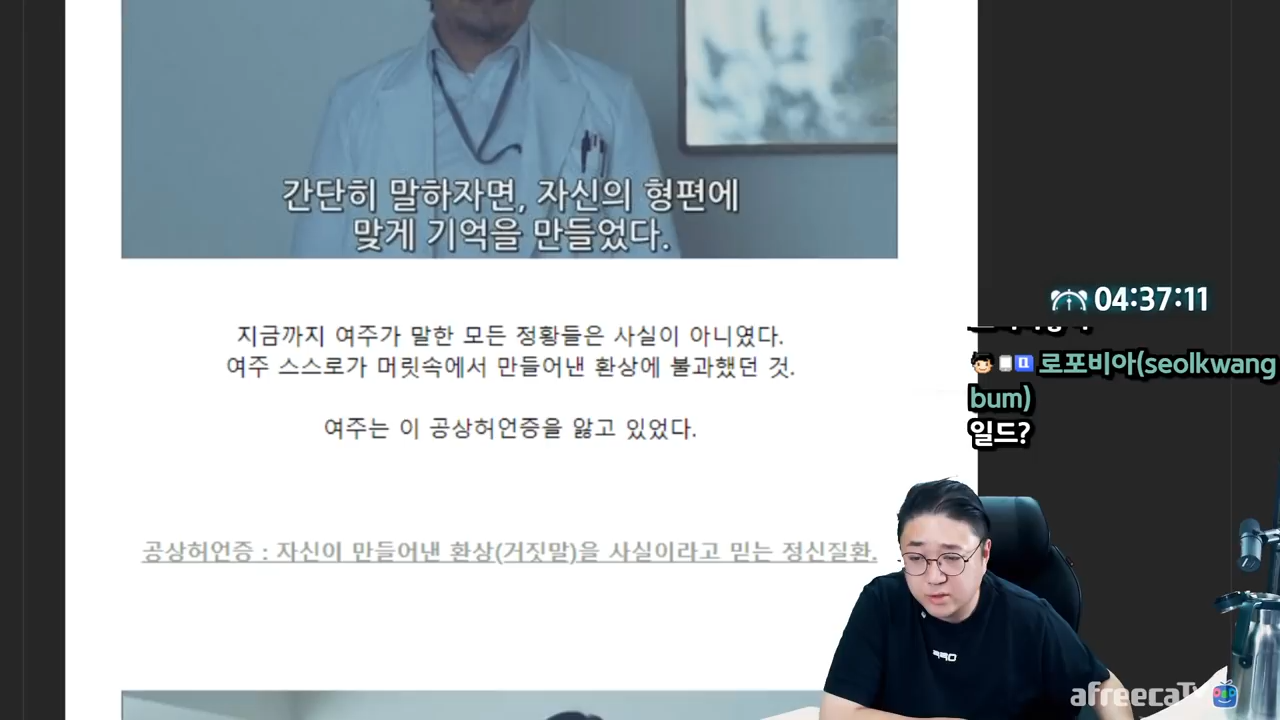 간단히 말하자면, 자신의 형편에
맞게 기억을 만들었다.
지금까지 여주가 말한 모든 정황들은 사실이 아니였다.
여주 스스로가 머릿속에서 만들어낸 환상에 불과했던 것.
여주는 이 공상허언증을 앓고 있었다.
공상허언증 : 자신이 만들어낸 환상(거짓말)을 사실이라고 믿는 정신질환.
04:37:11
로포비아(seolkwang
bum)
일드?
afreecaTV